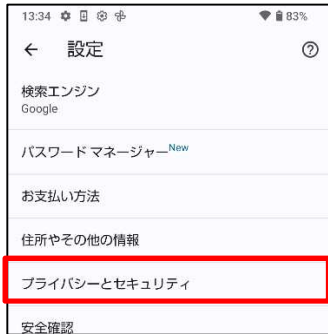 13:34 83%
設定
検索エンジン
Google
パスワード マネージャーNew
お支払い方法
住所やその他の情報
プライバシーとセキュリティ
安全確認